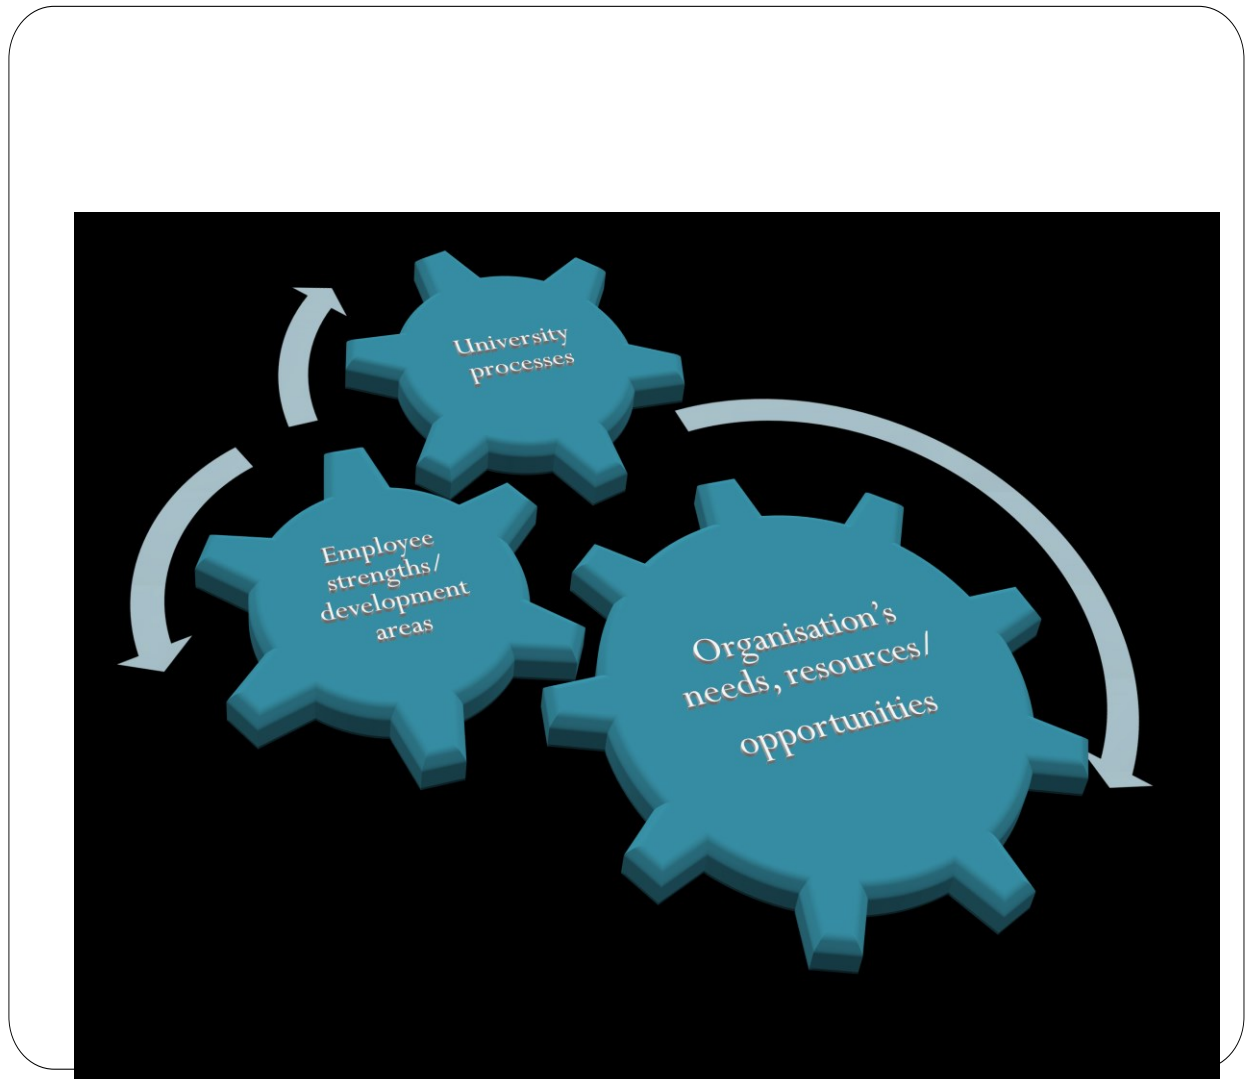 University
processes
Employee
strengths/
development
areas
Organisation’s
needs, resources/
opportunities